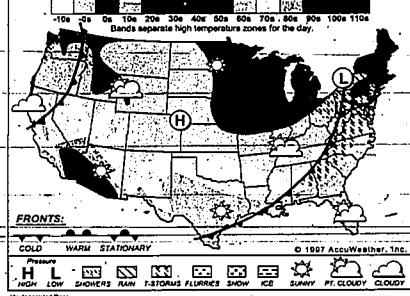 -10s -0s 0s 10s 20s 30s 40s 50s 60s 70s 80s 90s 100s 110s
Bands separate high temperature zones for the day.
L
H
FRONTS:
COLD WARM STATIONARY
© 1997 AccuWeather, Inc.
Pressure
H L
HIGH LOW SHOWERS RAIN T-STORMS FLURRIES SNOW ICE SUNNY PT. CLOUDY CLOUDY